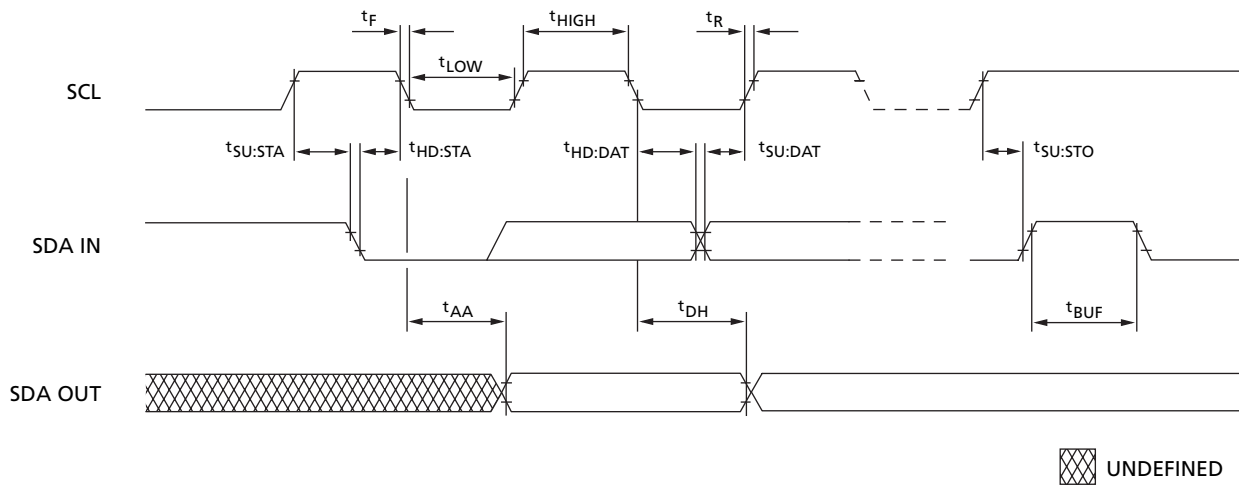 tF
tHIGH
tR
tLOW
SCL
tSU:STA
tHD:STA
tHD:DAT
tSU:DAT
tSU:STO
SDA IN
tAA
tDH
tBUF
SDA OUT
UNDEFINED